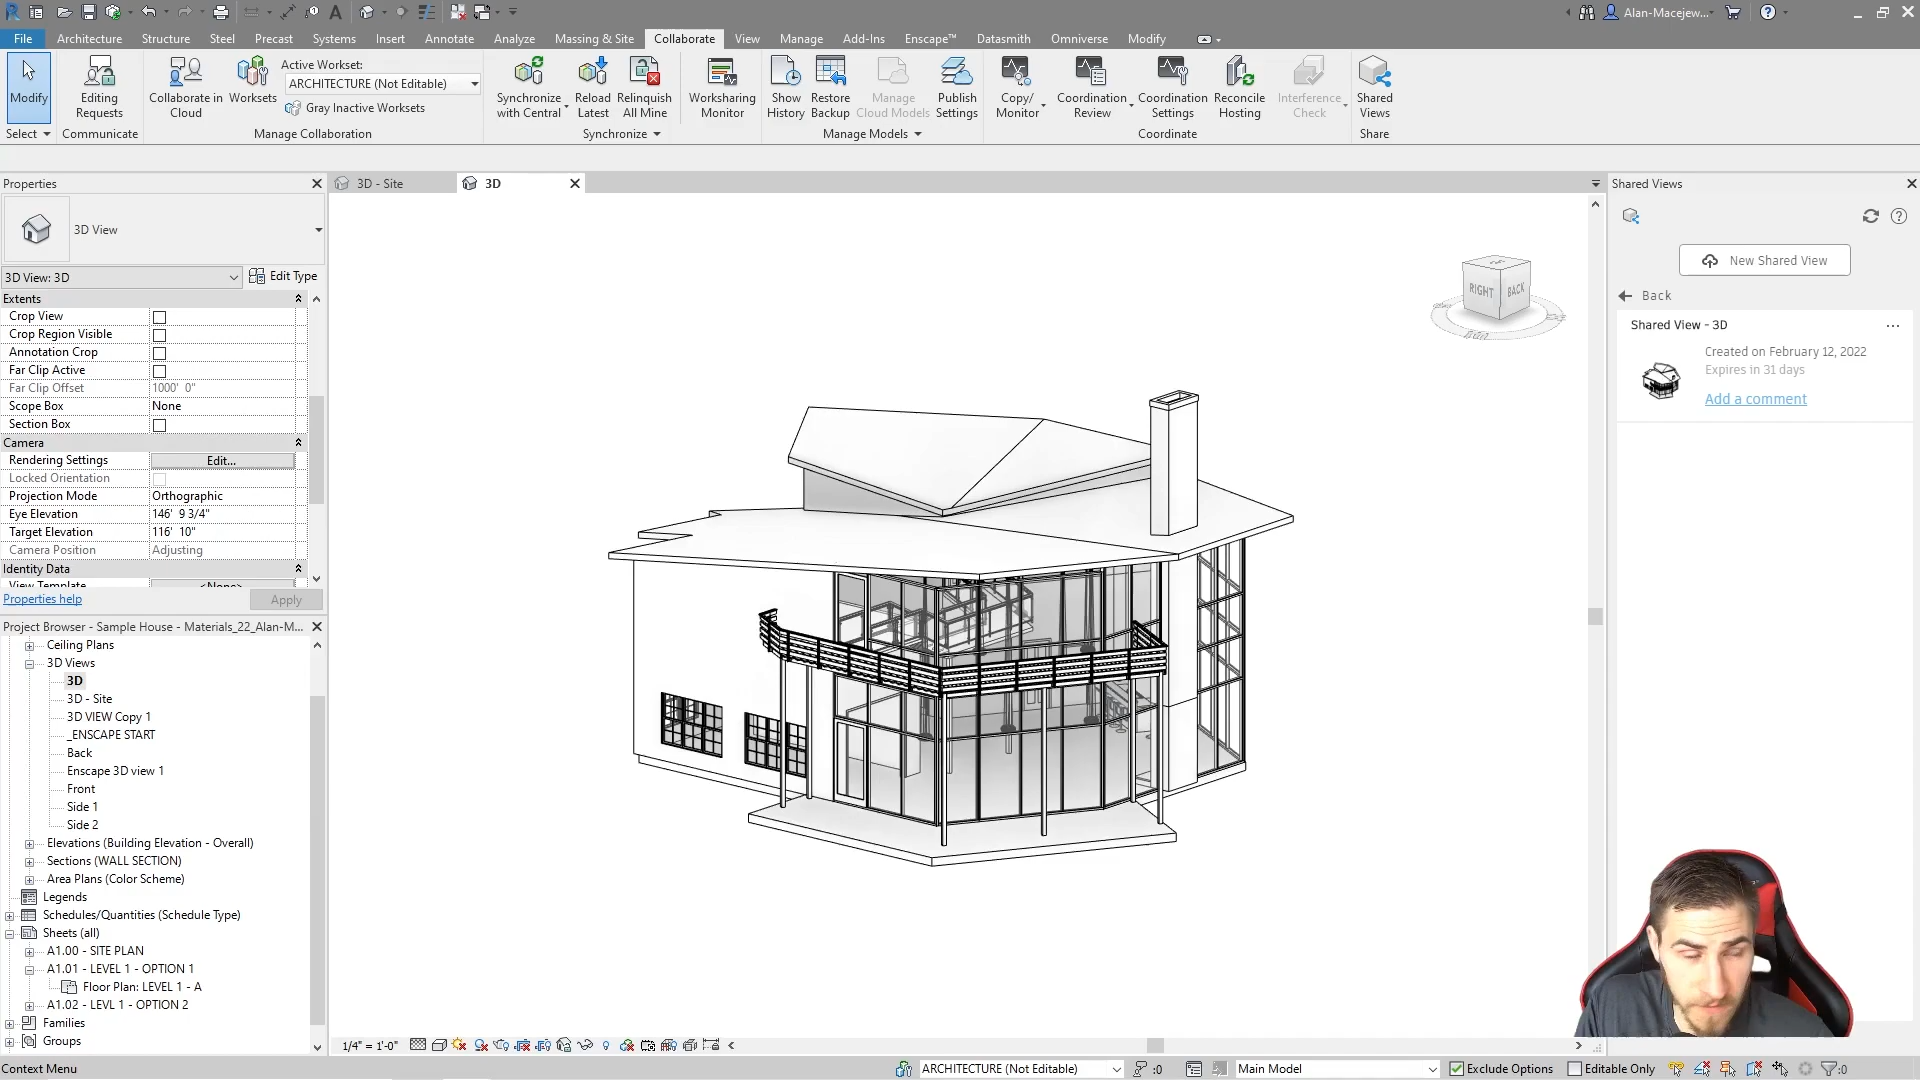 Alan-Macejew...
File Architecture Structure Steel Precast Systems Insert Annotate Analyze Massing & Site Collaborate View Manage Add-Ins Enscape™ Datasmith Omniverse Modify
Modify
Select
Editing Requests
Communicate
Collaborate in Cloud
Worksets
Active Workset:
ARCHITECTURE (Not Editable)
Gray Inactive Worksets
Manage Collaboration
Synchronize with Central
Reload Latest
Relinquish All Mine
Synchronize
Worksharing Monitor
Show History
Restore Backup
Manage Cloud Models
Publish Settings
Manage Models
Copy/ Monitor
Coordination Review
Coordination Settings
Reconcile Hosting
Interference Check
Coordinate
Shared Views
Share
Properties
3D View
3D View: 3D
Edit Type
Extents
Crop View
Crop Region Visible
Annotation Crop
Far Clip Active
Far Clip Offset 1000' 0"
Scope Box None
Section Box
Camera
Rendering Settings Edit...
Locked Orientation
Projection Mode Orthographic
Eye Elevation 146' 9 3/4"
Target Elevation 116' 10"
Camera Position Adjusting
Identity Data
View Template <None>
Properties help
Apply
Project Browser - Sample House - Materials_22_Alan-M...
Ceiling Plans
3D Views
3D
3D - Site
3D VIEW Copy 1
_ENSCAPE START
Back
Enscape 3D view 1
Front
Side 1
Side 2
Elevations (Building Elevation - Overall)
Sections (WALL SECTION)
Area Plans (Color Scheme)
Legends
Schedules/Quantities (Schedule Type)
Sheets (all)
A1.00 - SITE PLAN
A1.01 - LEVEL 1 - OPTION 1
Floor Plan: LEVEL 1 - A
A1.02 - LEVL 1 - OPTION 2
Families
Groups
3D - Site
3D
RIGHT
BACK
Shared Views
New Shared View
Back
Shared View - 3D
Created on February 12, 2022
Expires in 31 days
Add a comment
1/4" = 1'-0"
Context Menu
ARCHITECTURE (Not Editable)
:0
Main Model
Exclude Options
Editable Only
:0